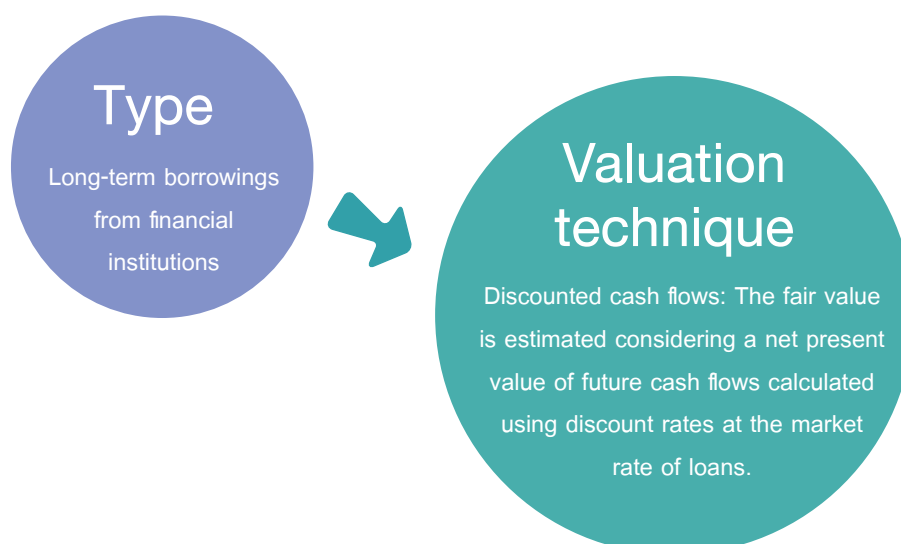 Type
Long-term borrowings
from financial
institutions
Valuation
technique
Discounted cash flows: The fair value
is estimated considering a net present
value of future cash flows calculated
using discount rates at the market
rate of loans.